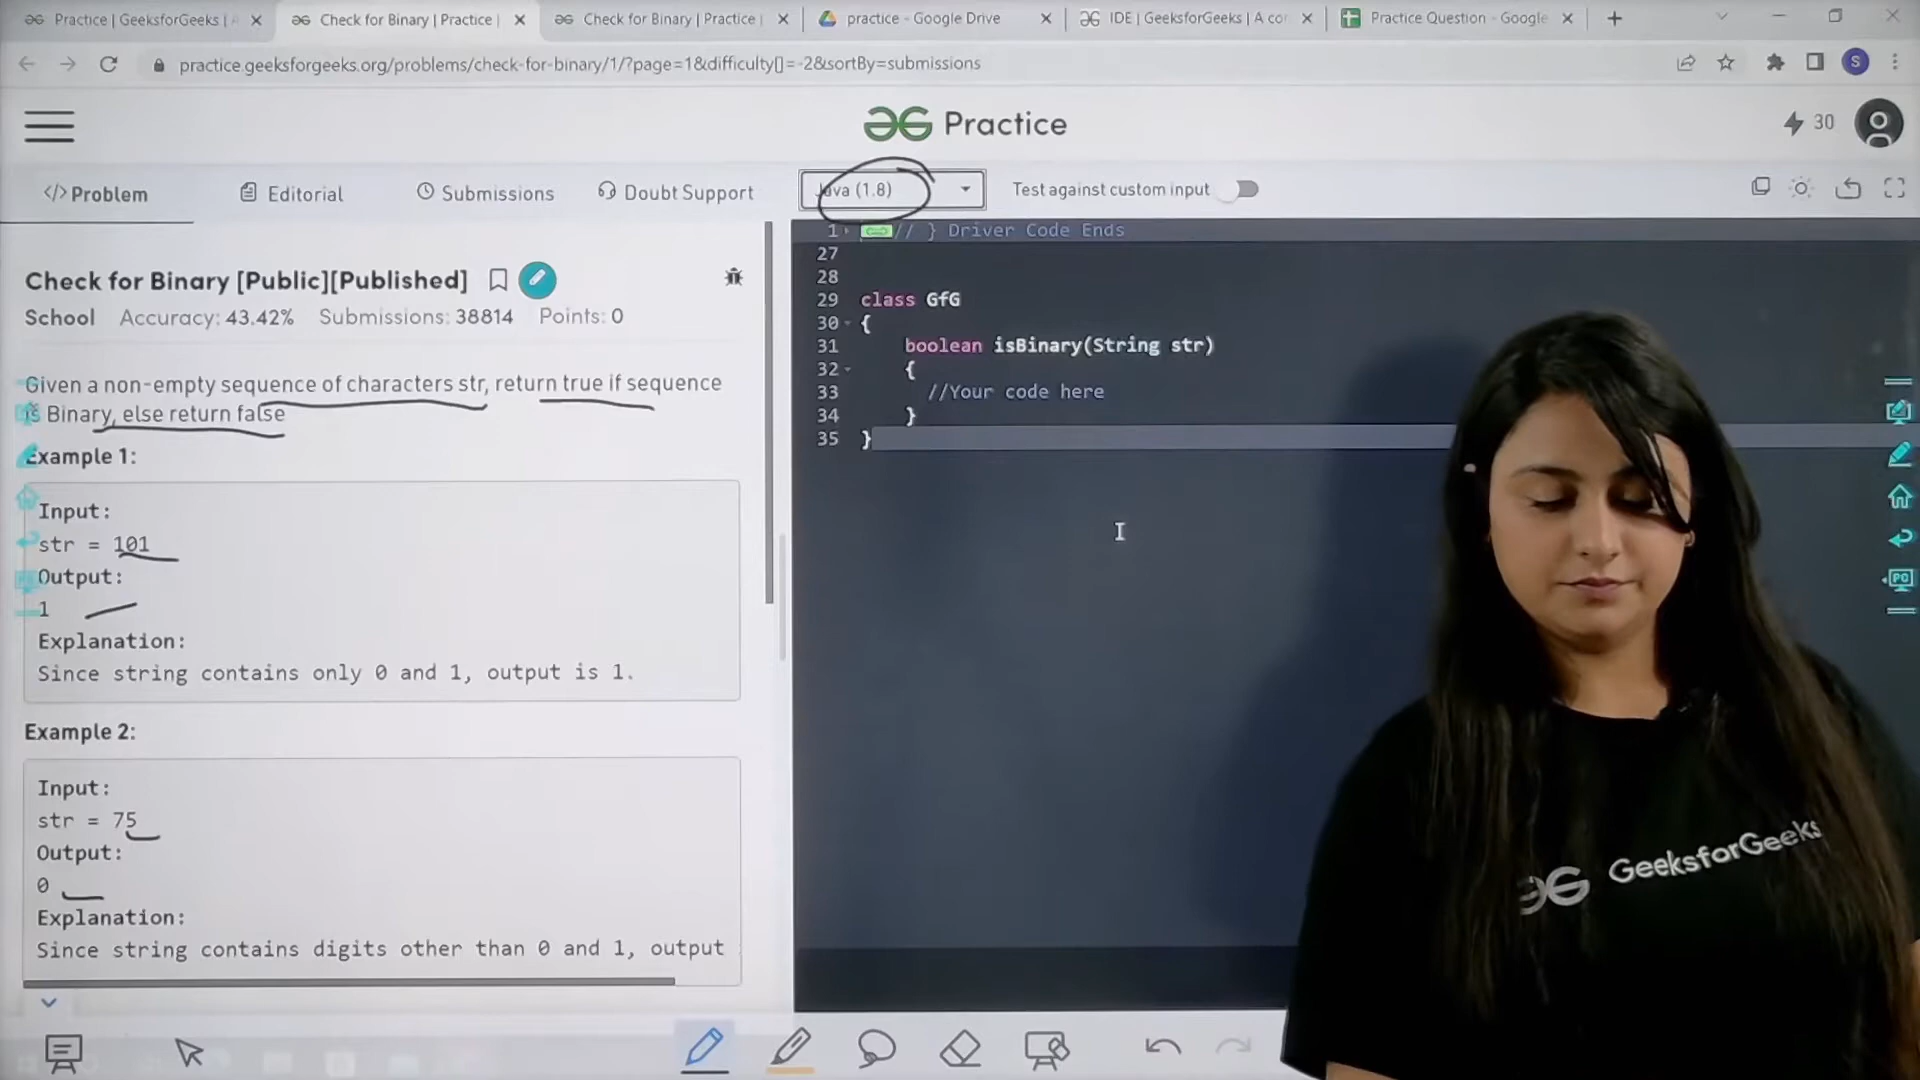 Practice | GeeksforGeeks |
Check for Binary | Practice |
Check for Binary | Practice |
practice - Google Drive
IDE | GeeksforGeeks | A co
Practice Question - Google
practice.geeksforgeeks.org/problems/check-for-binary/1/?page=1&difficulty[]=-2&sortBy=submissions
S
Practice
30
</> Problem
Editorial
Submissions
Doubt Support
Java (1.8)
Test against custom input
Check for Binary [Public][Published]
School Accuracy: 43.42% Submissions: 38814 Points: 0
Given a non-empty sequence of characters str, return true if sequence
is Binary, else return false
Example 1:
Input:
str = 101
Output:
1
Explanation:
Since string contains only 0 and 1, output is 1.
Example 2:
Input:
str = 75
Output:
0
Explanation:
Since string contains digits other than 0 and 1, output
1 // } Driver Code Ends
27
28
29 class GfG
30 {
31 boolean isBinary(String str)
32 {
33 //Your code here
34 }
35 }
GeeksforGeeks
PO